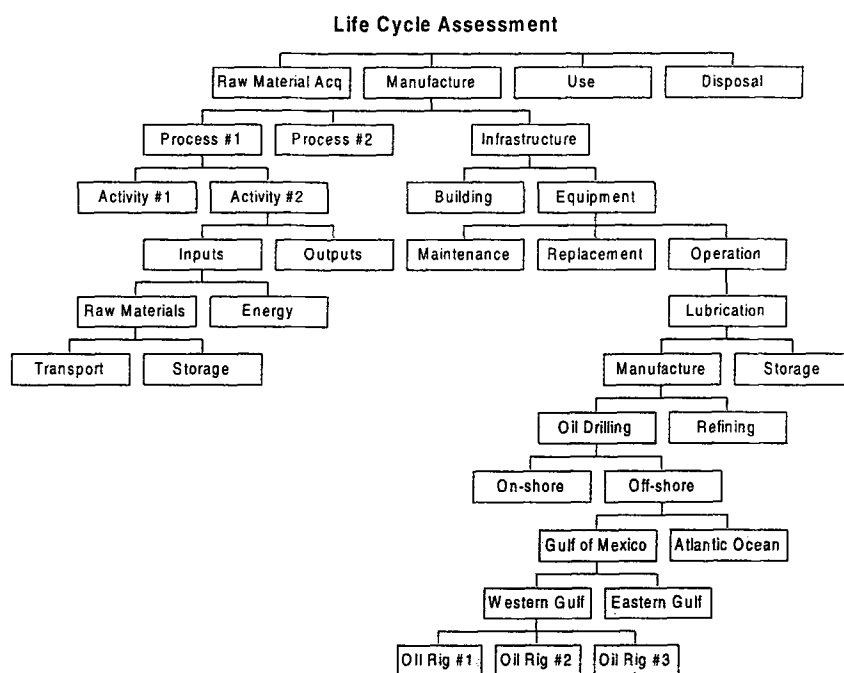 Life Cycle Assessment
Raw Material Acq Manufacture Use Disposal
Process #1 Process #2 Infrastructure
Activity #1 Activity #2 Building Equipment
Inputs Outputs Maintenance Replacement Operation
Raw Materials Energy Lubrication
Transport Storage Manufacture Storage
Oil Drilling Refining
On-shore Off-shore
Gulf of Mexico Atlantic Ocean
Western Gulf Eastern Gulf
Oil Rig #1 Oil Rig #2 Oil Rig #3